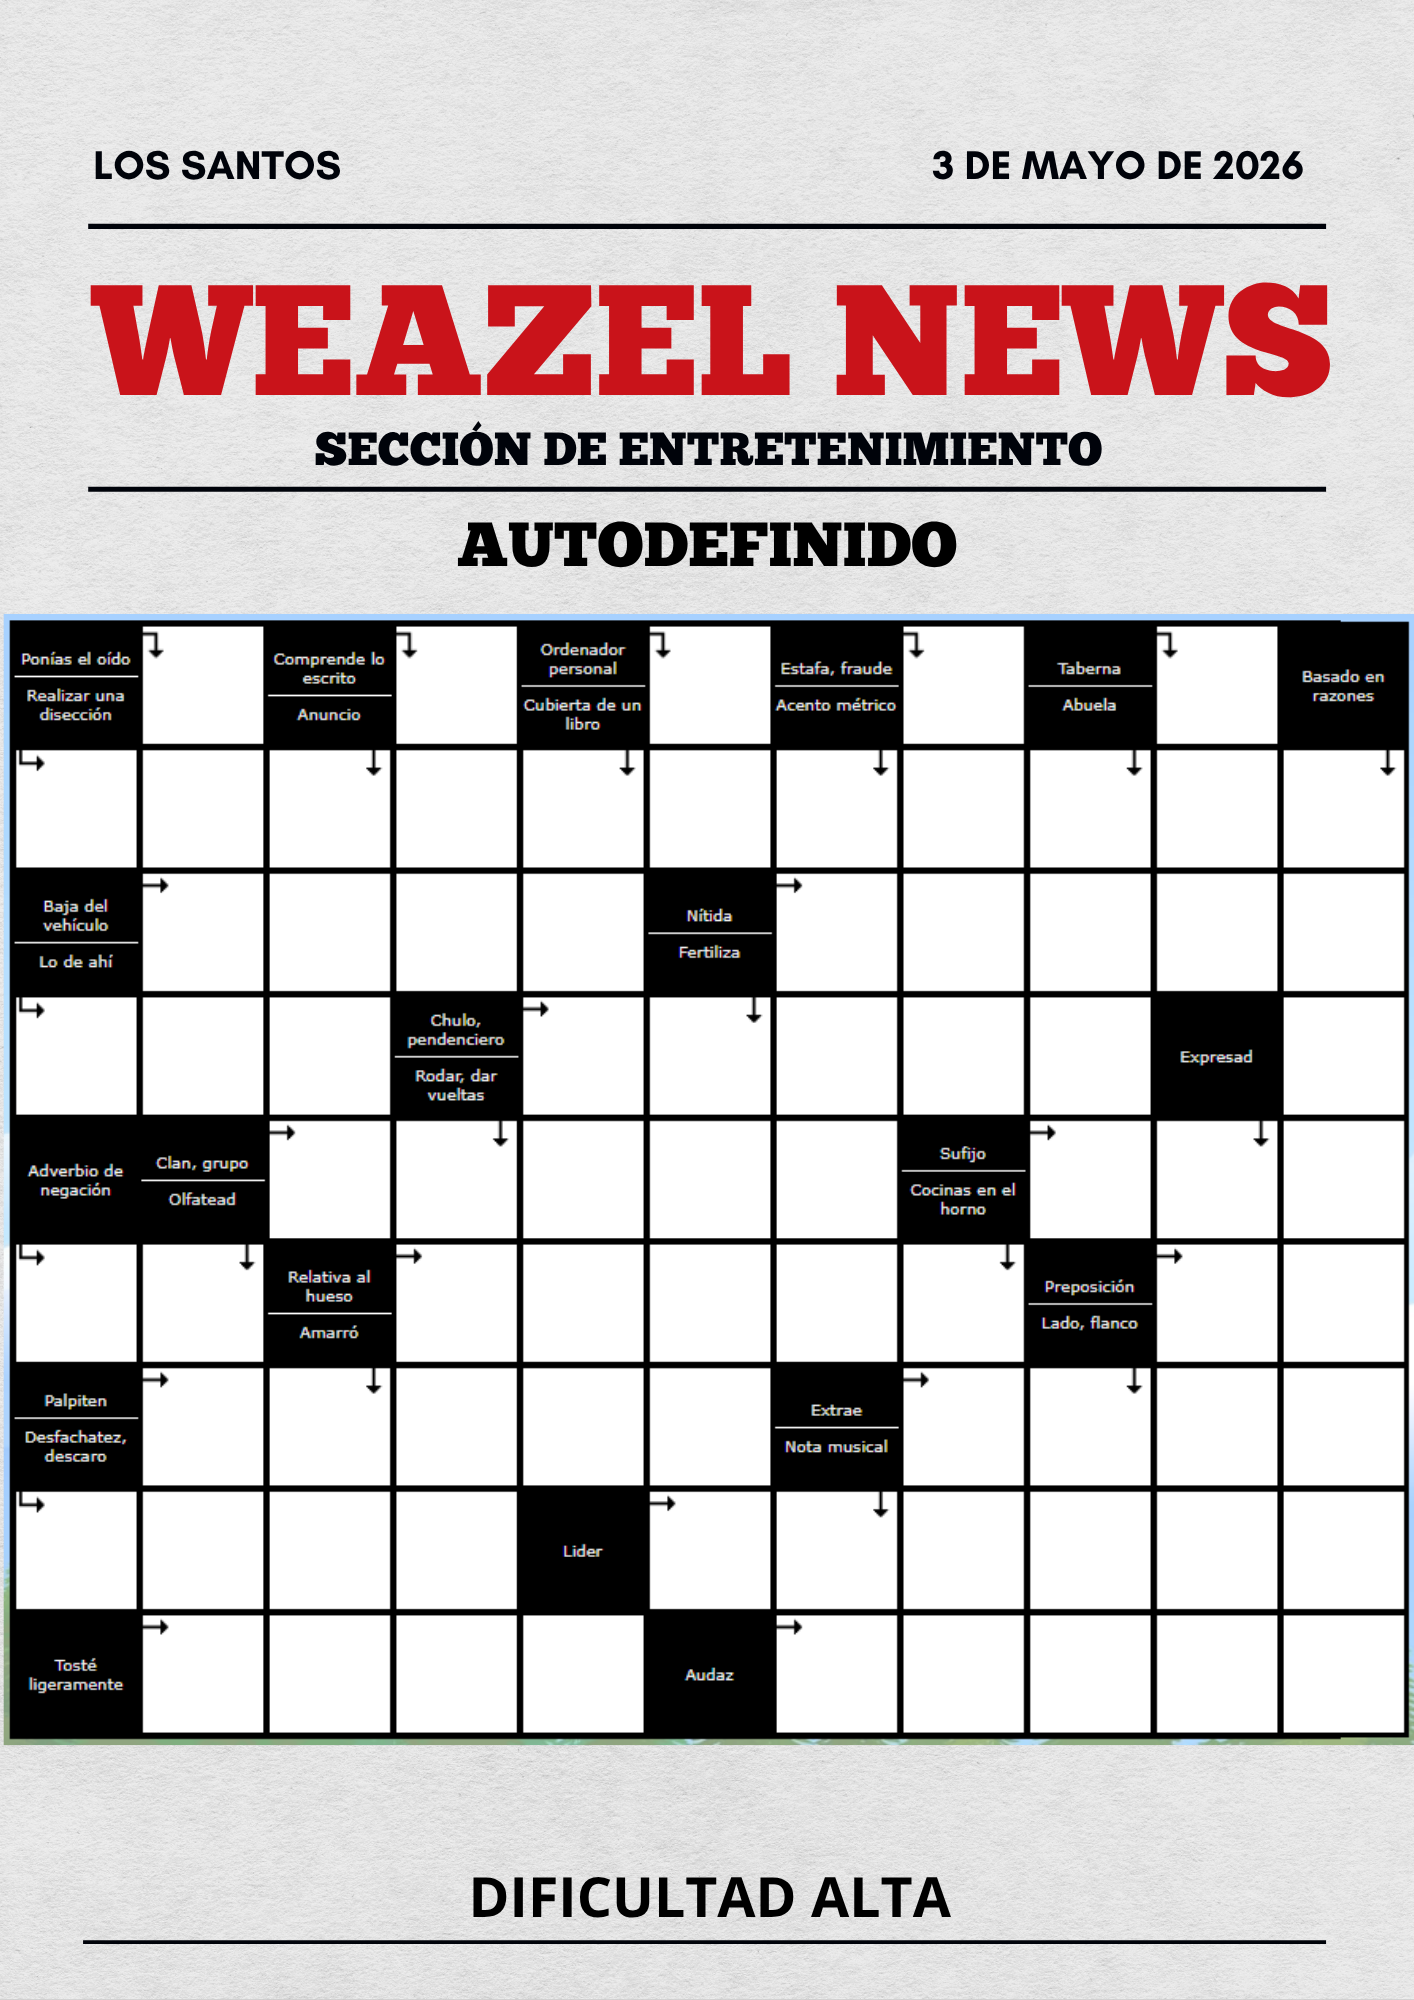 LOS SANTOS
3 DE MAYO DE 2026
WEAZEL NEWS
SECCIÓN DE ENTRETENIMIENTO
AUTODEFINIDO
Ponías el oído
Realizar una
disección
Comprende lo
escrito
Anuncio
Ordenador
personal
Cubierta de un
libro
Estafa, fraude
Acento métrico
Taberna
Abuela
Basado en
razones
Baja del
vehículo
Lo de ahí
Nítida
Fertiliza
Chulo,
pendenciero
Rodar, dar
vueltas
Expresad
Adverbio de
negación
Clan, grupo
Olfatead
Sufijo
Cocinas en el
horno
Relativa al
hueso
Amarró
Preposición
Lado, flanco
Palpiten
Desfachatez,
descaro
Extrae
Nota musical
Lider
Tosté
ligeramente
Audaz
DIFICULTAD ALTA